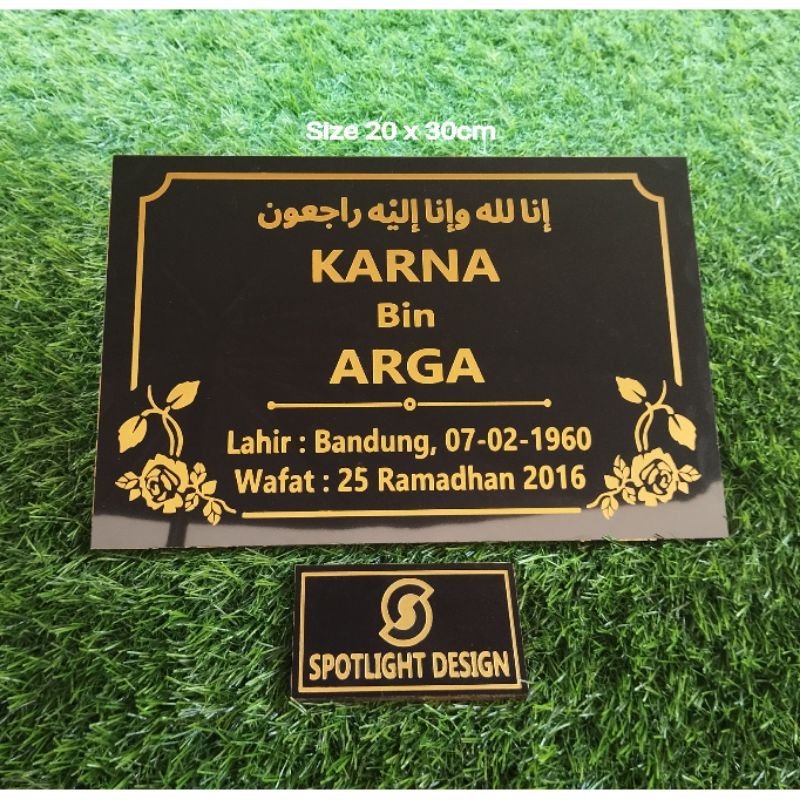 Size 20 x 30cm
إنا لله وإنا إليه راجعون
KARNA
Bin
ARGA
Lahir : Bandung, 07-02-1960
Wafat : 25 Ramadhan 2016
SPOTLIGHT DESIGN